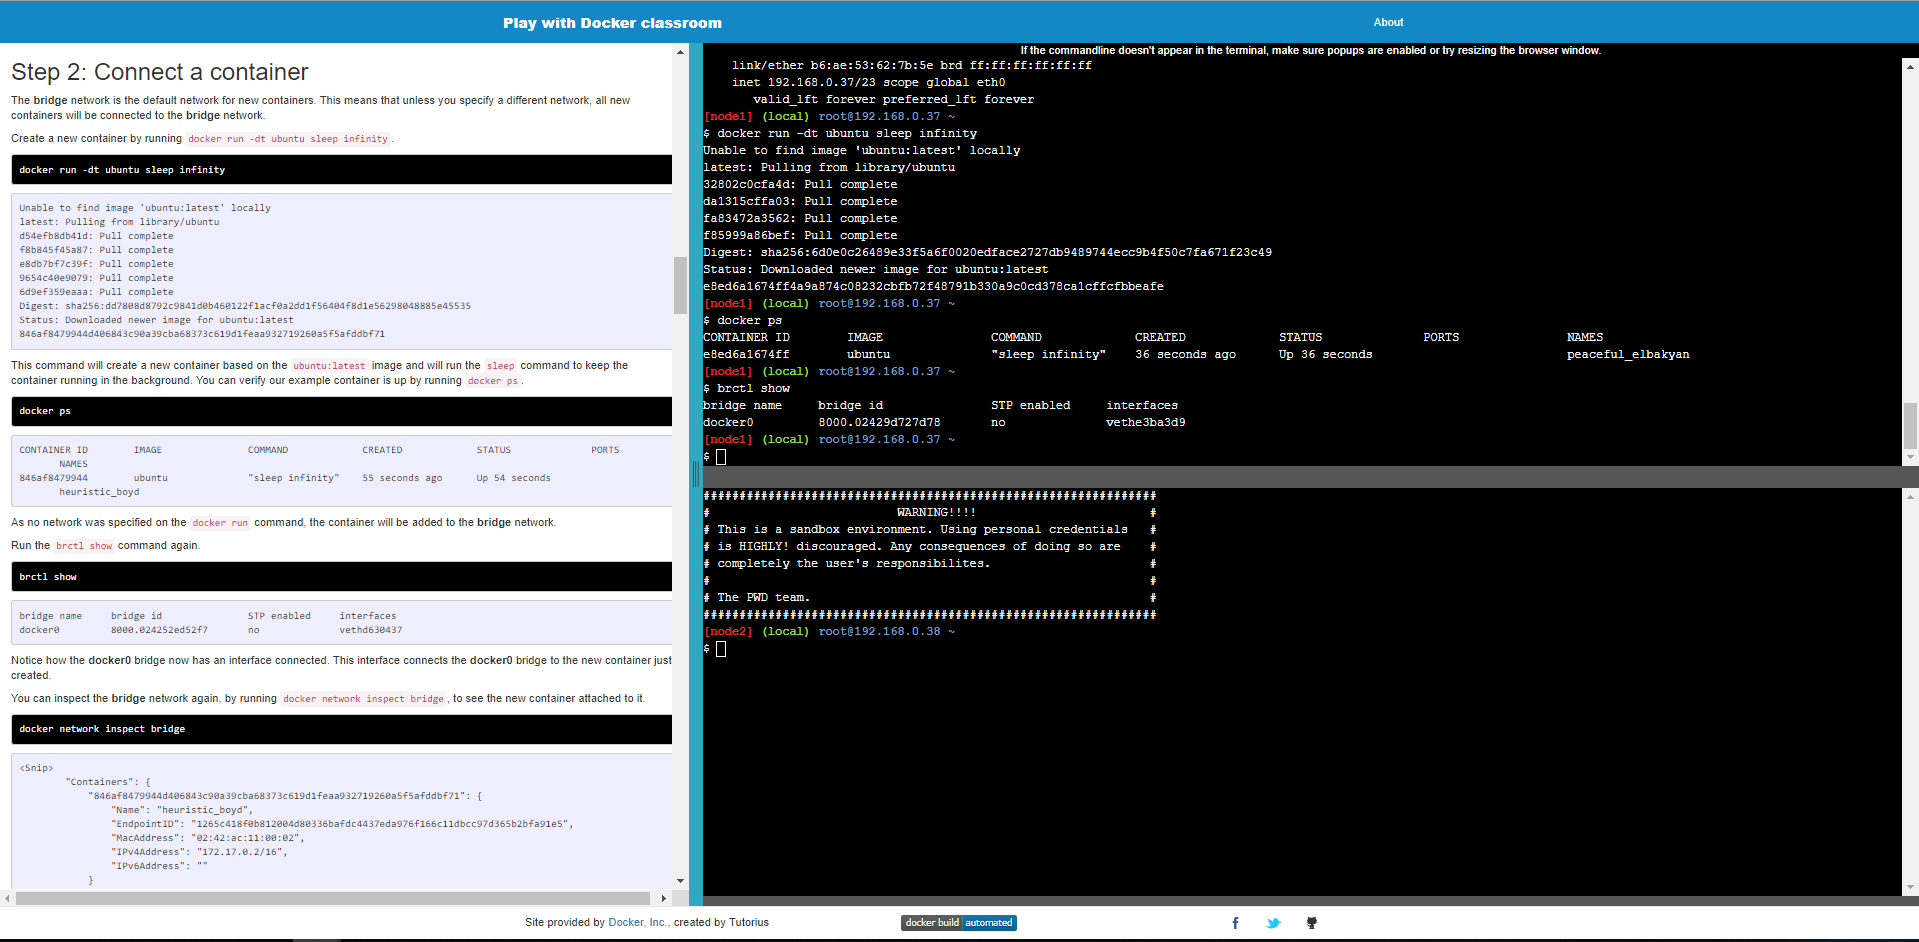 Play with Docker classroom
About
Step 2: Connect a container
The bridge network is the default network for new containers. This means that unless you specify a different network, all new
containers will be connected to the bridge network.
Create a new container by running docker run -dt ubuntu sleep infinity .
docker run -dt ubuntu sleep infinity
Unable to find image 'ubuntu:latest' locally
latest: Pulling from library/ubuntu
d54efb8db41d: Pull complete
f8b845f45a87: Pull complete
e8db7bf7c39f: Pull complete
9654c40e9079: Pull complete
6d9ef359eaaa: Pull complete
Digest: sha256:dd7808d8792c9841d0b460122f1acf0a2dd1f56404f8d1e56298048885e45535
Status: Downloaded newer image for ubuntu:latest
846af8479944d406843c90a39cba68373c619d1feaa932719260a5f5afddbf71
This command will create a new container based on the ubuntu:latest image and will run the sleep command to keep the
container running in the background. You can verify our example container is up by running docker ps .
docker ps
CONTAINER ID IMAGE COMMAND CREATED STATUS PORTS
NAMES
846af8479944 ubuntu "sleep infinity" 55 seconds ago Up 54 seconds
heuristic_boyd
As no network was specified on the docker run command, the container will be added to the bridge network.
Run the brctl show command again.
brctl show
bridge name bridge id STP enabled interfaces
docker0 8000.024252ed52f7 no vethd630437
Notice how the docker0 bridge now has an interface connected. This interface connects the docker0 bridge to the new container just
created.
You can inspect the bridge network again, by running docker network inspect bridge , to see the new container attached to it.
docker network inspect bridge
<Snip>
"Containers": {
"846af8479944d406843c90a39cba68373c619d1feaa932719260a5f5afddbf71": {
"Name": "heuristic_boyd",
"EndpointID": "1265c418f0b812004d80336bafdc4437eda976f166c11dbcc97d365b2bfa91e5",
"MacAddress": "02:42:ac:11:00:02",
"IPv4Address": "172.17.0.2/16",
"IPv6Address": ""
}
If the commandline doesn't appear in the terminal, make sure popups are enabled or try resizing the browser window.
link/ether b6:ae:53:62:7b:5e brd ff:ff:ff:ff:ff:ff
inet 192.168.0.37/23 scope global eth0
valid_lft forever preferred_lft forever
[node1] (local) root@192.168.0.37 ~
$ docker run -dt ubuntu sleep infinity
Unable to find image 'ubuntu:latest' locally
latest: Pulling from library/ubuntu
32802c0cfa4d: Pull complete
da1315cffa03: Pull complete
fa83472a3562: Pull complete
f85999a86bef: Pull complete
Digest: sha256:6d0e0c26489e33f5a6f0020edface2727db9489744ecc9b4f50c7fa671f23c49
Status: Downloaded newer image for ubuntu:latest
e8ed6a1674ff4a9a874c08232cbfb72f48791b330a9c0cd378ca1cffcfbbeafe
[node1] (local) root@192.168.0.37 ~
$ docker ps
CONTAINER ID IMAGE COMMAND CREATED STATUS PORTS NAMES
e8ed6a1674ff ubuntu "sleep infinity" 36 seconds ago Up 36 seconds peaceful_elbakyan
[node1] (local) root@192.168.0.37 ~
$ brctl show
bridge name bridge id STP enabled interfaces
docker0 8000.02429d727d78 no vethe3ba3d9
[node1] (local) root@192.168.0.37 ~
$
###############################################################
# WARNING!!!! #
# This is a sandbox environment. Using personal credentials #
# is HIGHLY! discouraged. Any consequences of doing so are #
# completely the user's responsibilites. #
# #
# The PWD team. #
###############################################################
[node2] (local) root@192.168.0.38 ~
$
Site provided by Docker, Inc., created by Tutorius
docker build automated